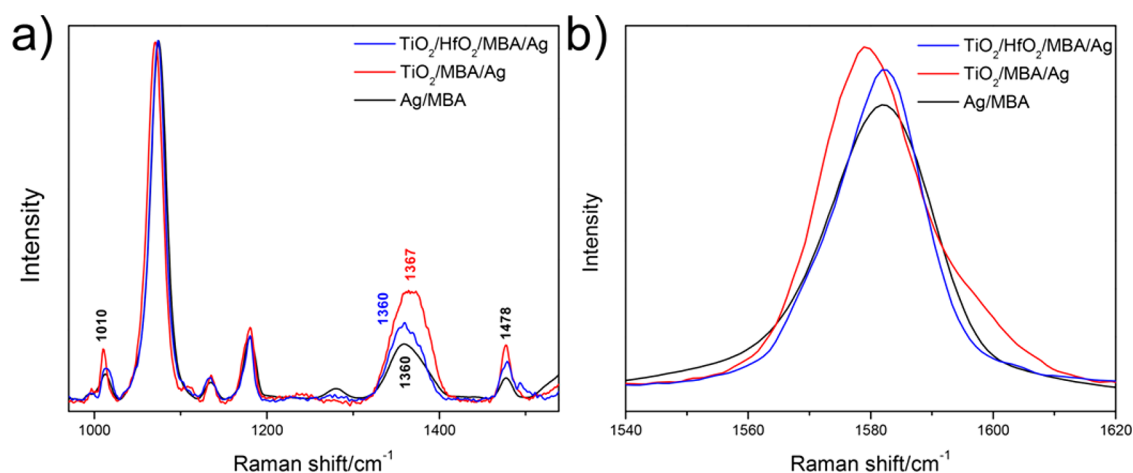 a)
TiO₂/HfO₂/MBA/Ag
TiO₂/MBA/Ag
Ag/MBA
Intensity
1010
1360
1367
1360
1478
1000
1200
1400
Raman shift/cm⁻¹
b)
TiO₂/HfO₂/MBA/Ag
TiO₂/MBA/Ag
Ag/MBA
Intensity
1540
1560
1580
1600
1620
Raman shift/cm⁻¹